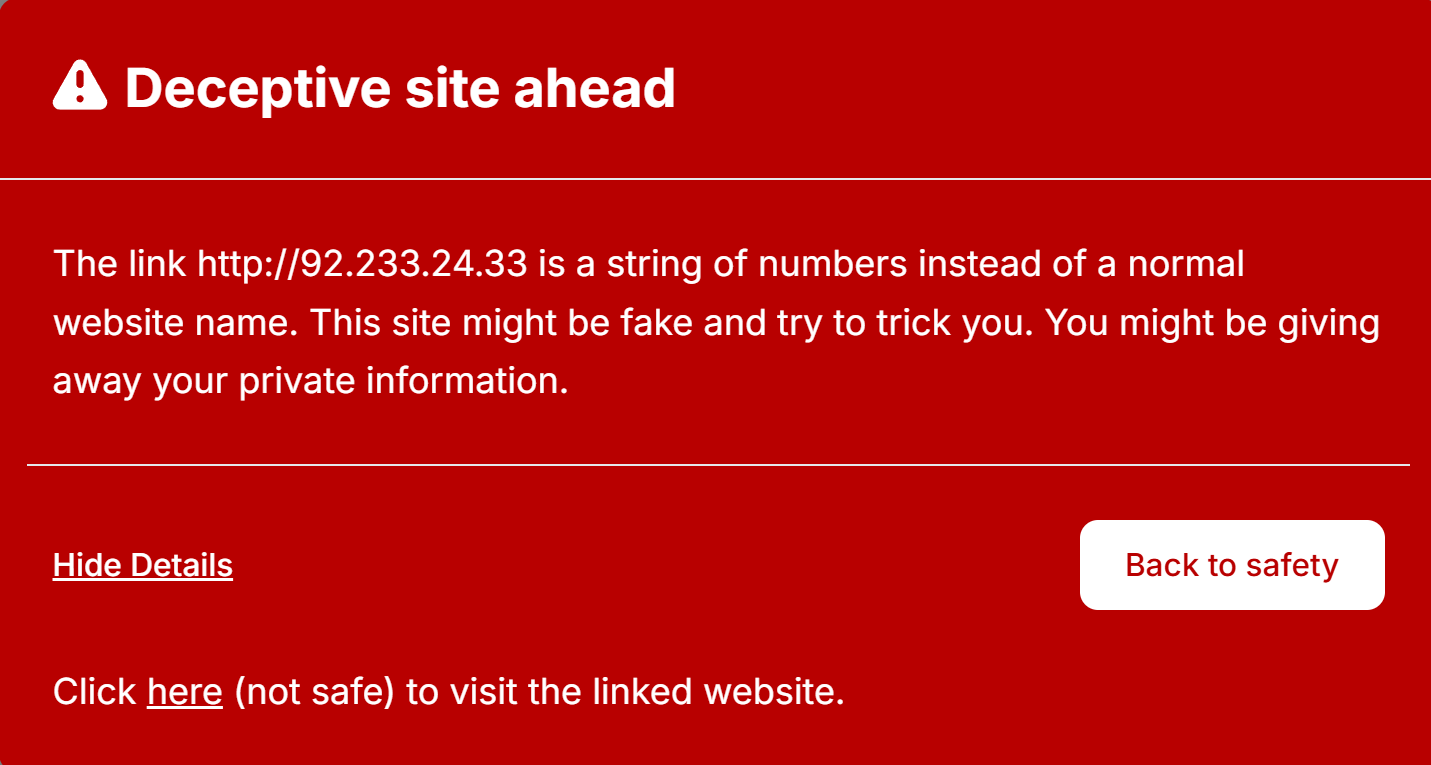 Deceptive site ahead
The link http://92.233.24.33 is a string of numbers instead of a normal
website name. This site might be fake and try to trick you. You might be giving
away your private information.
Hide Details
Back to safety
Click here (not safe) to visit the linked website.